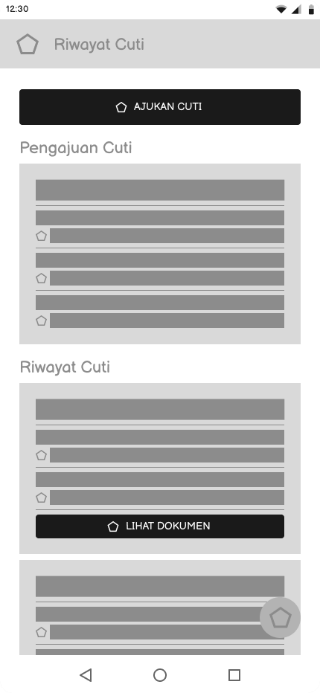 12:30
Riwayat Cuti
AJUKAN CUTI
Pengajuan Cuti
Riwayat Cuti
LIHAT DOKUMEN